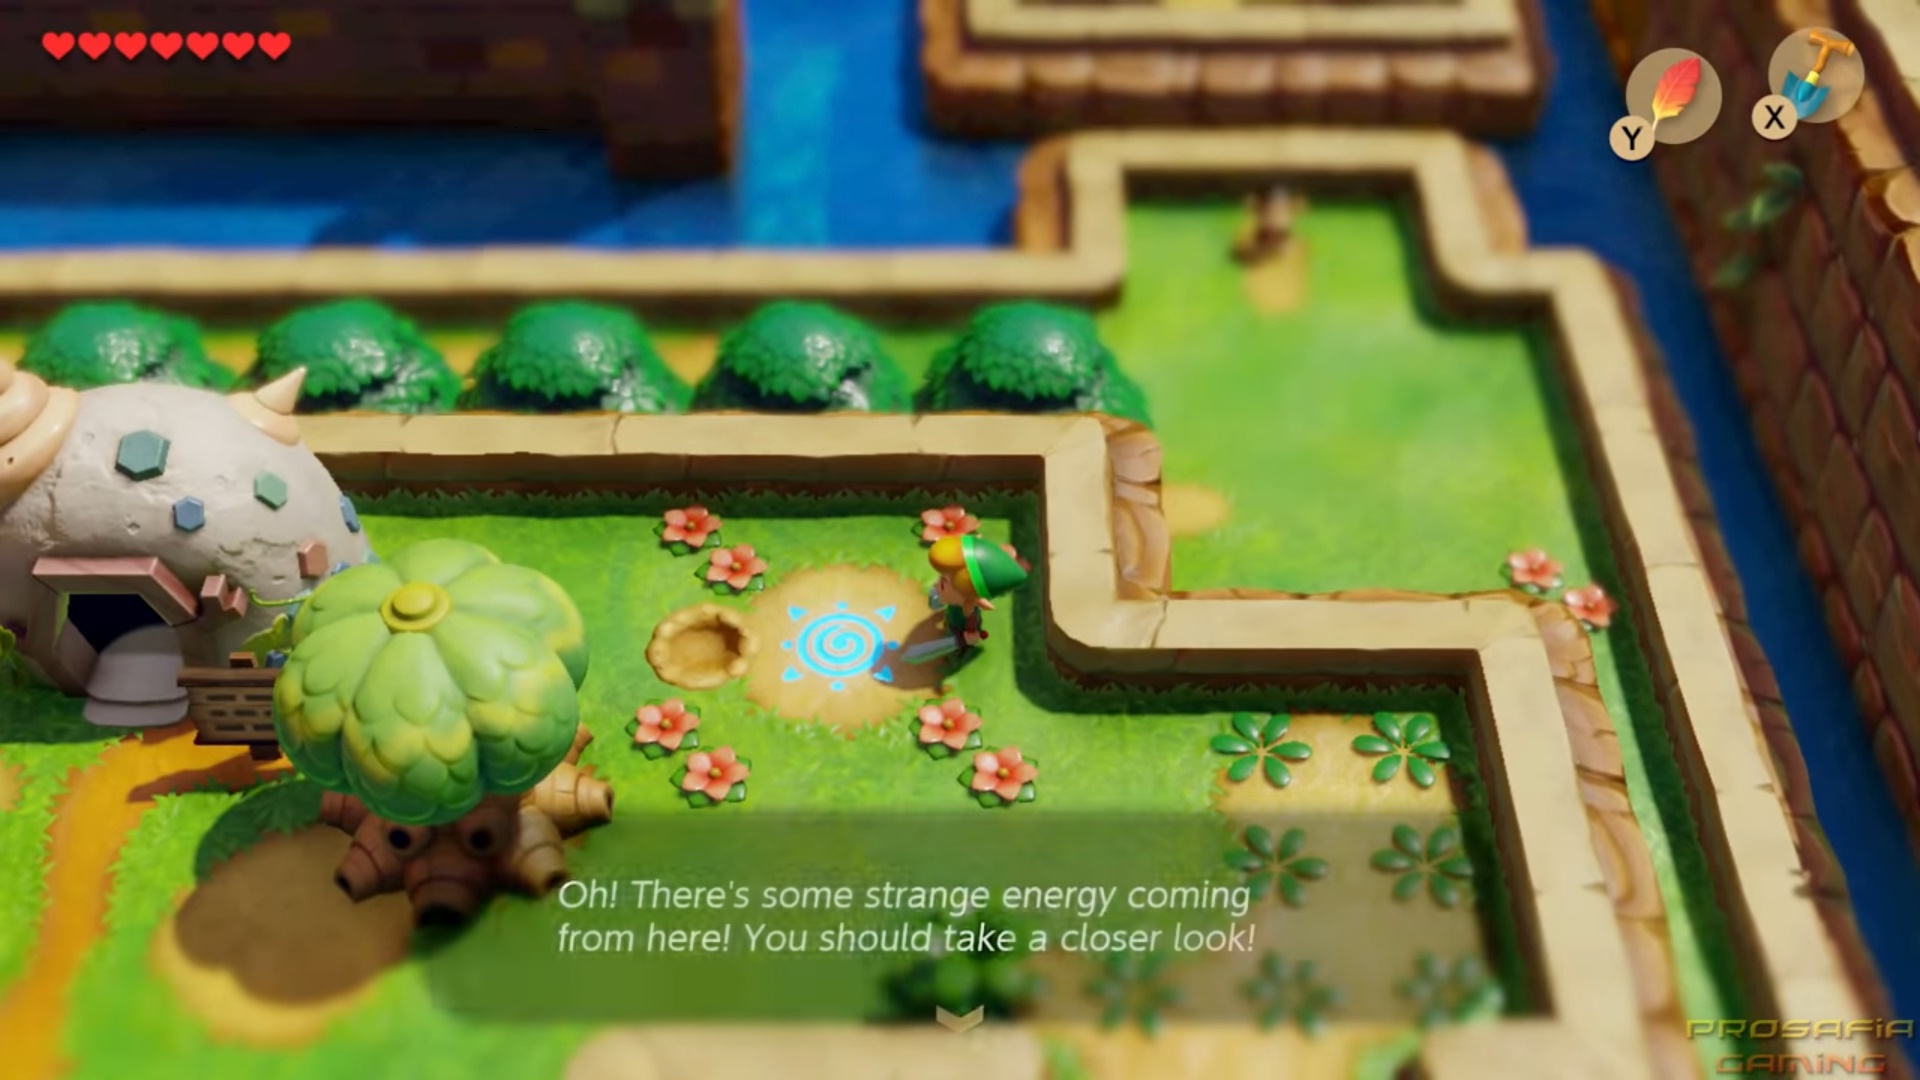 Y
X
Oh! There's some strange energy coming
from here! You should take a closer look!
PROSAFiA
GAMiNG